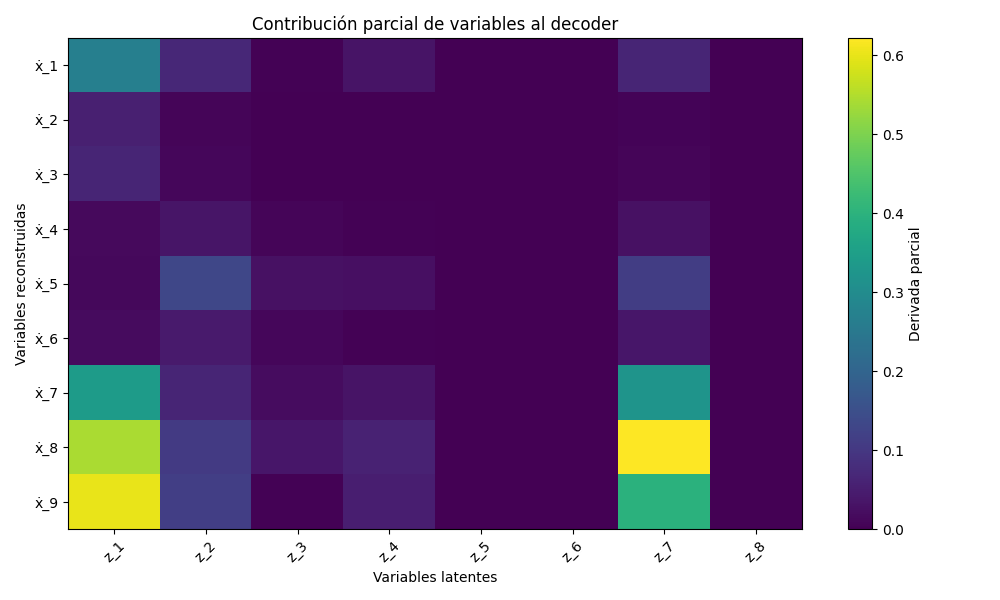 Contribución parcial de variables al decoder
Variables reconstruidas
ẋ_1
ẋ_2
ẋ_3
ẋ_4
ẋ_5
ẋ_6
ẋ_7
ẋ_8
ẋ_9
z_1 z_2 z_3 z_4 z_5 z_6 z_7 z_8
Variables latentes
0.6
0.5
0.4
0.3
0.2
0.1
0.0
Derivada parcial